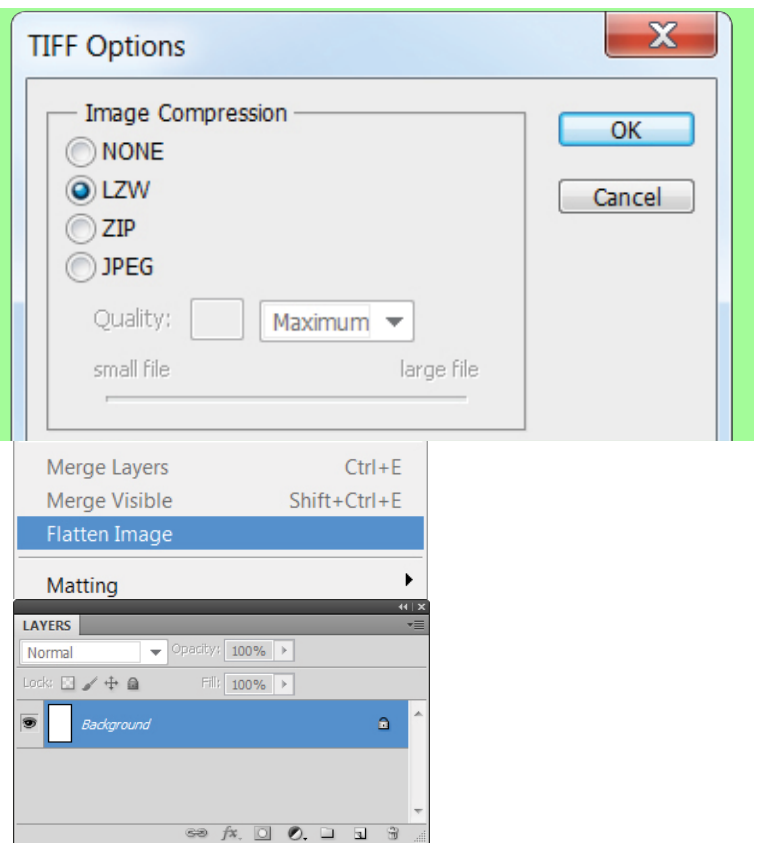 TIFF Options
Image Compression
NONE
LZW
ZIP
JPEG
OK
Cancel
Quality: Maximum
small file large file
Merge Layers Ctrl+E
Merge Visible Shift+Ctrl+E
Flatten Image
Matting
LAYERS
Normal Opacity: 100%
Lock: Fill: 100%
Background
fx.